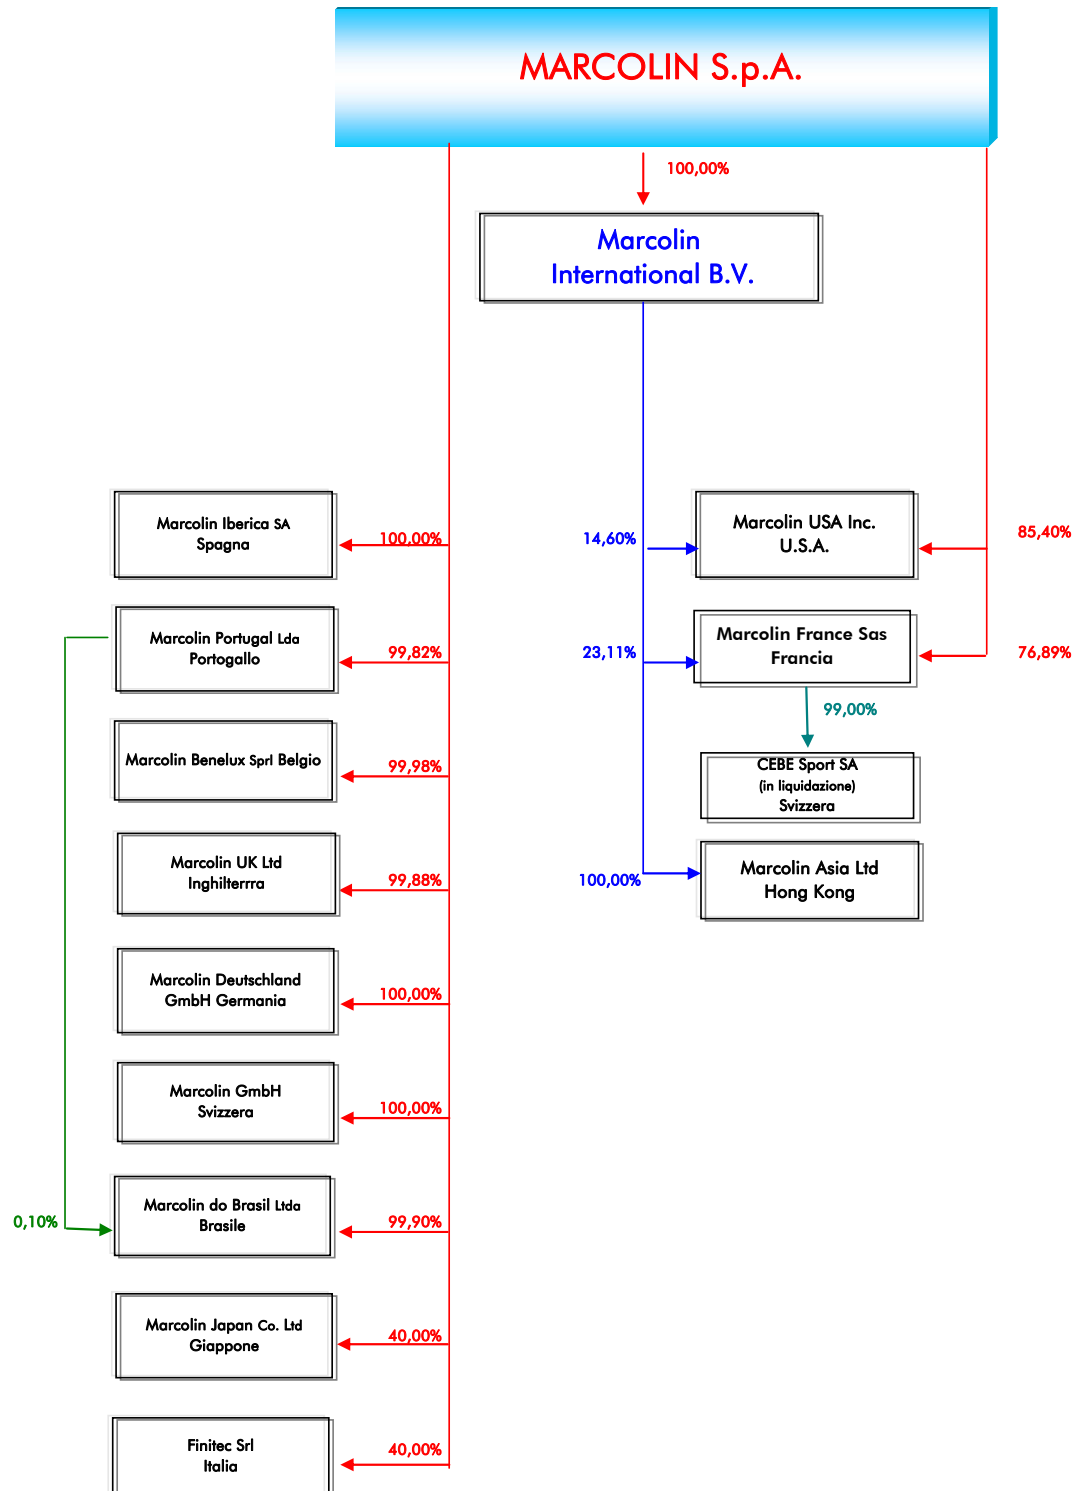 MARCOLIN S.p.A.
100,00%
Marcolin
International B.V.
Marcolin Iberica SA
Spagna
100,00%
14,60%
Marcolin USA Inc.
U.S.A.
85,40%
Marcolin Portugal Lda
Portogallo
99,82%
23,11%
Marcolin France Sas
Francia
76,89%
99,00%
Marcolin Benelux Sprl Belgio
99,98%
CEBE Sport SA
(in liquidazione)
Svizzera
Marcolin UK Ltd
Inghilterrra
99,88%
100,00%
Marcolin Asia Ltd
Hong Kong
Marcolin Deutschland
GmbH Germania
100,00%
Marcolin GmbH
Svizzera
100,00%
0,10%
Marcolin do Brasil Ltda
Brasile
99,90%
Marcolin Japan Co. Ltd
Giappone
40,00%
Finitec Srl
Italia
40,00%